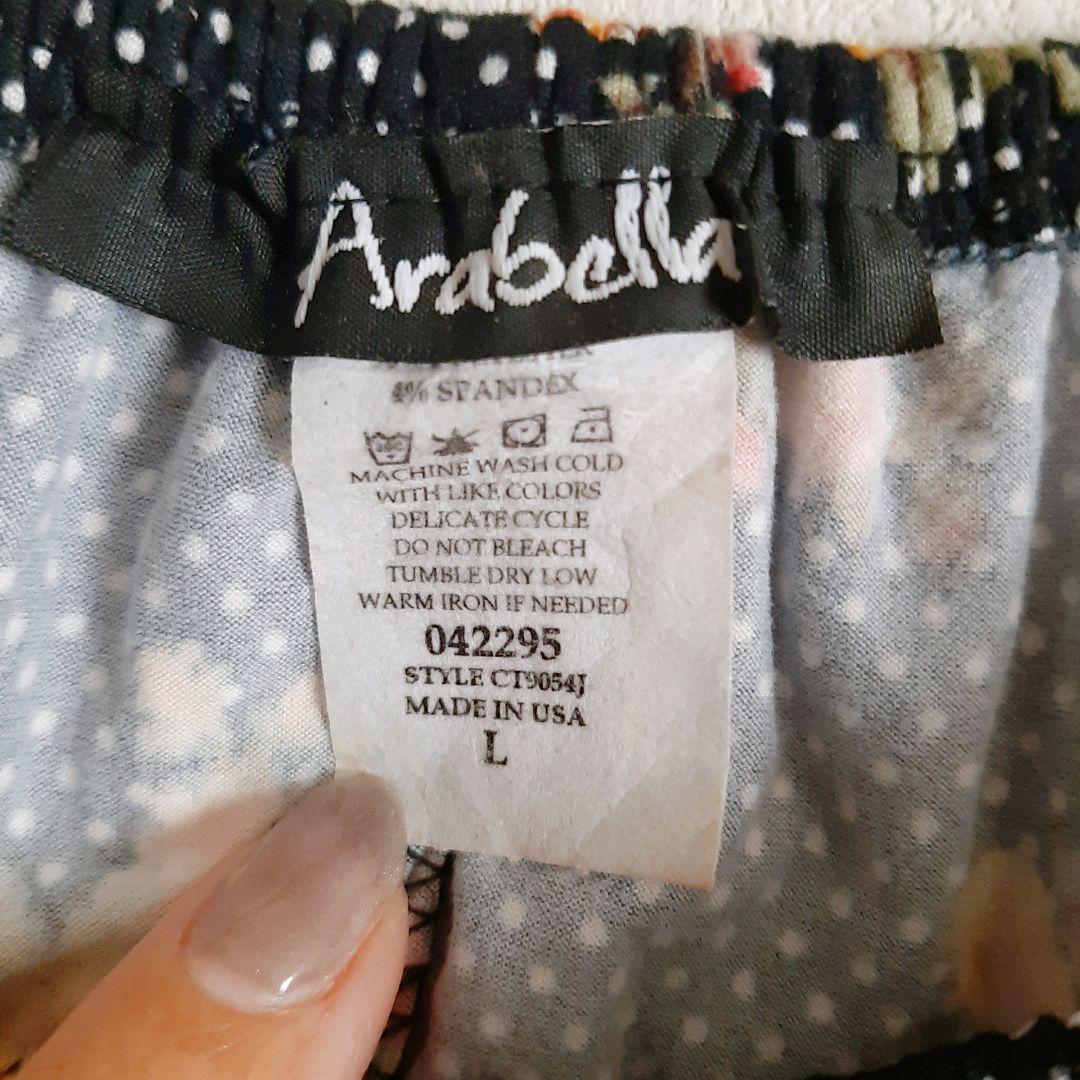 Arabella
4% SPANDEX
MACHINE WASH COLD
WITH LIKE COLORS
DELICATE CYCLE
DO NOT BLEACH
TUMBLE DRY LOW
WARM IRON IF NEEDED
042295
STYLE CT9054J
MADE IN USA
L